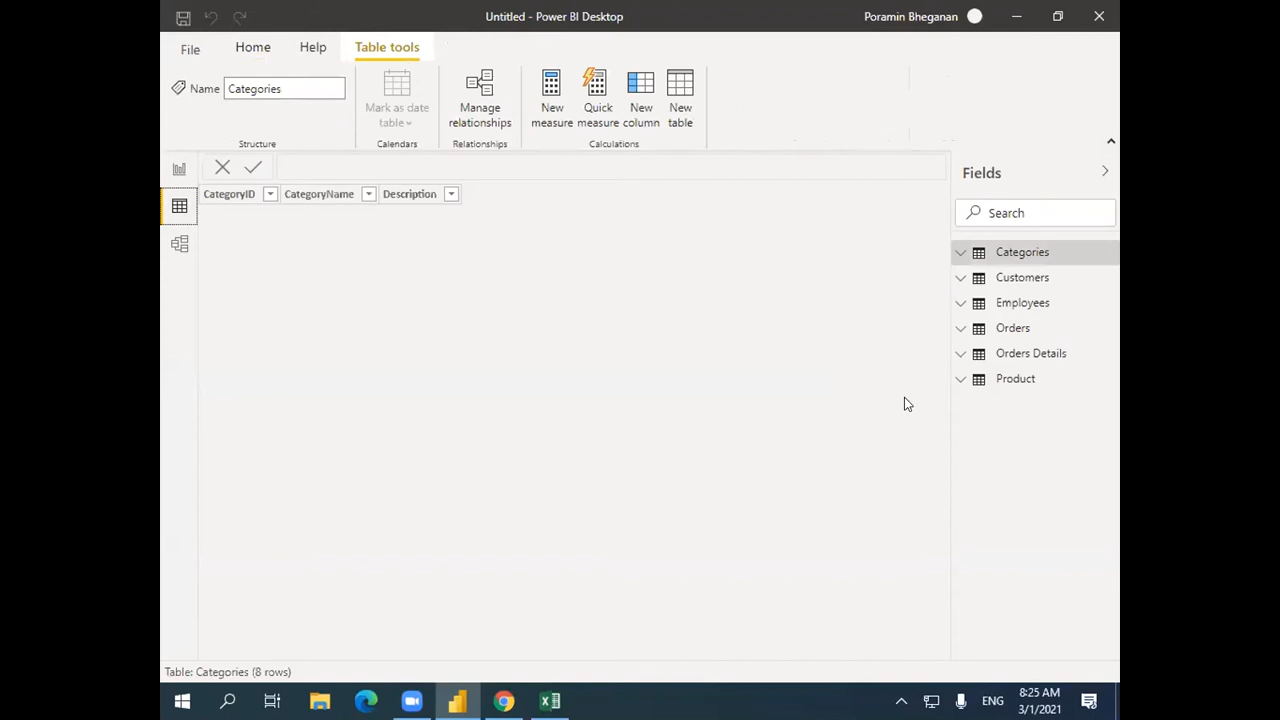 Untitled - Power BI Desktop
Poramin Bheganan
File
Home
Help
Table tools
Name
Categories
Mark as date
table
Manage
relationships
New
measure
Quick
measure
New
column
New
table
Structure
Calendars
Relationships
Calculations
CategoryID
CategoryName
Description
Fields
Search
Categories
Customers
Employees
Orders
Orders Details
Product
Table: Categories (8 rows)
ENG
8:25 AM
3/1/2021